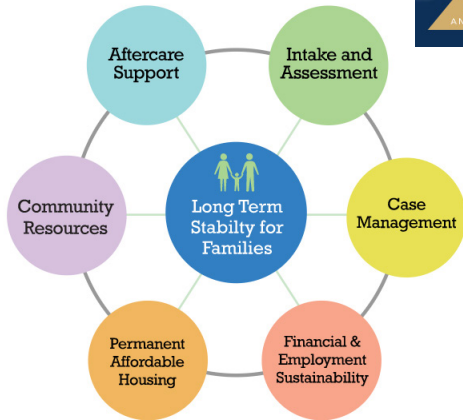 Aftercare
Support
Intake and
Assessment
Community
Resources
Long Term
Stabilty for
Families
Case
Management
Permanent
Affordable
Housing
Financial &
Employment
Sustainability
AN